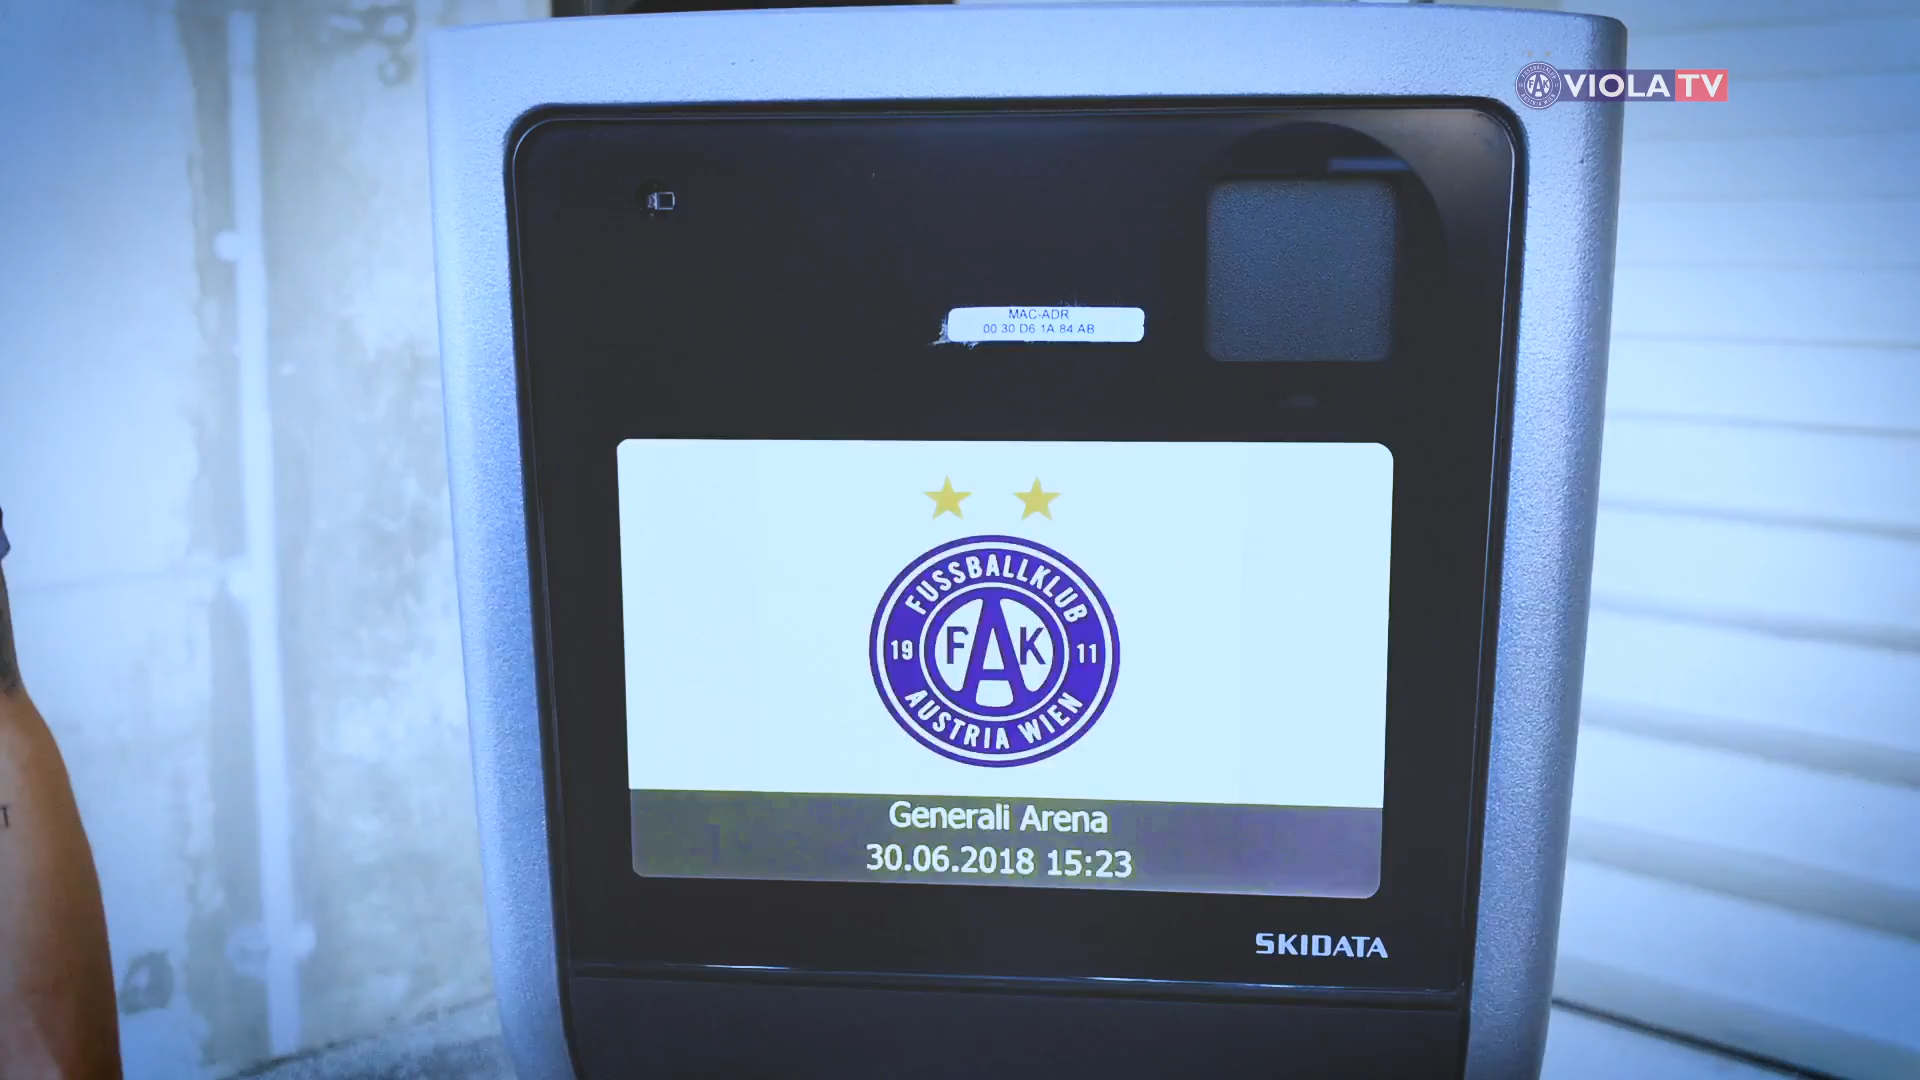 VIOLA TV
MAC-ADR
00 30 D6 1A 84 AB
FUSSBALLKLUB
19 FAK 11
AUSTRIA WIEN
Generali Arena
30.06.2018 15:23
SKIDATA